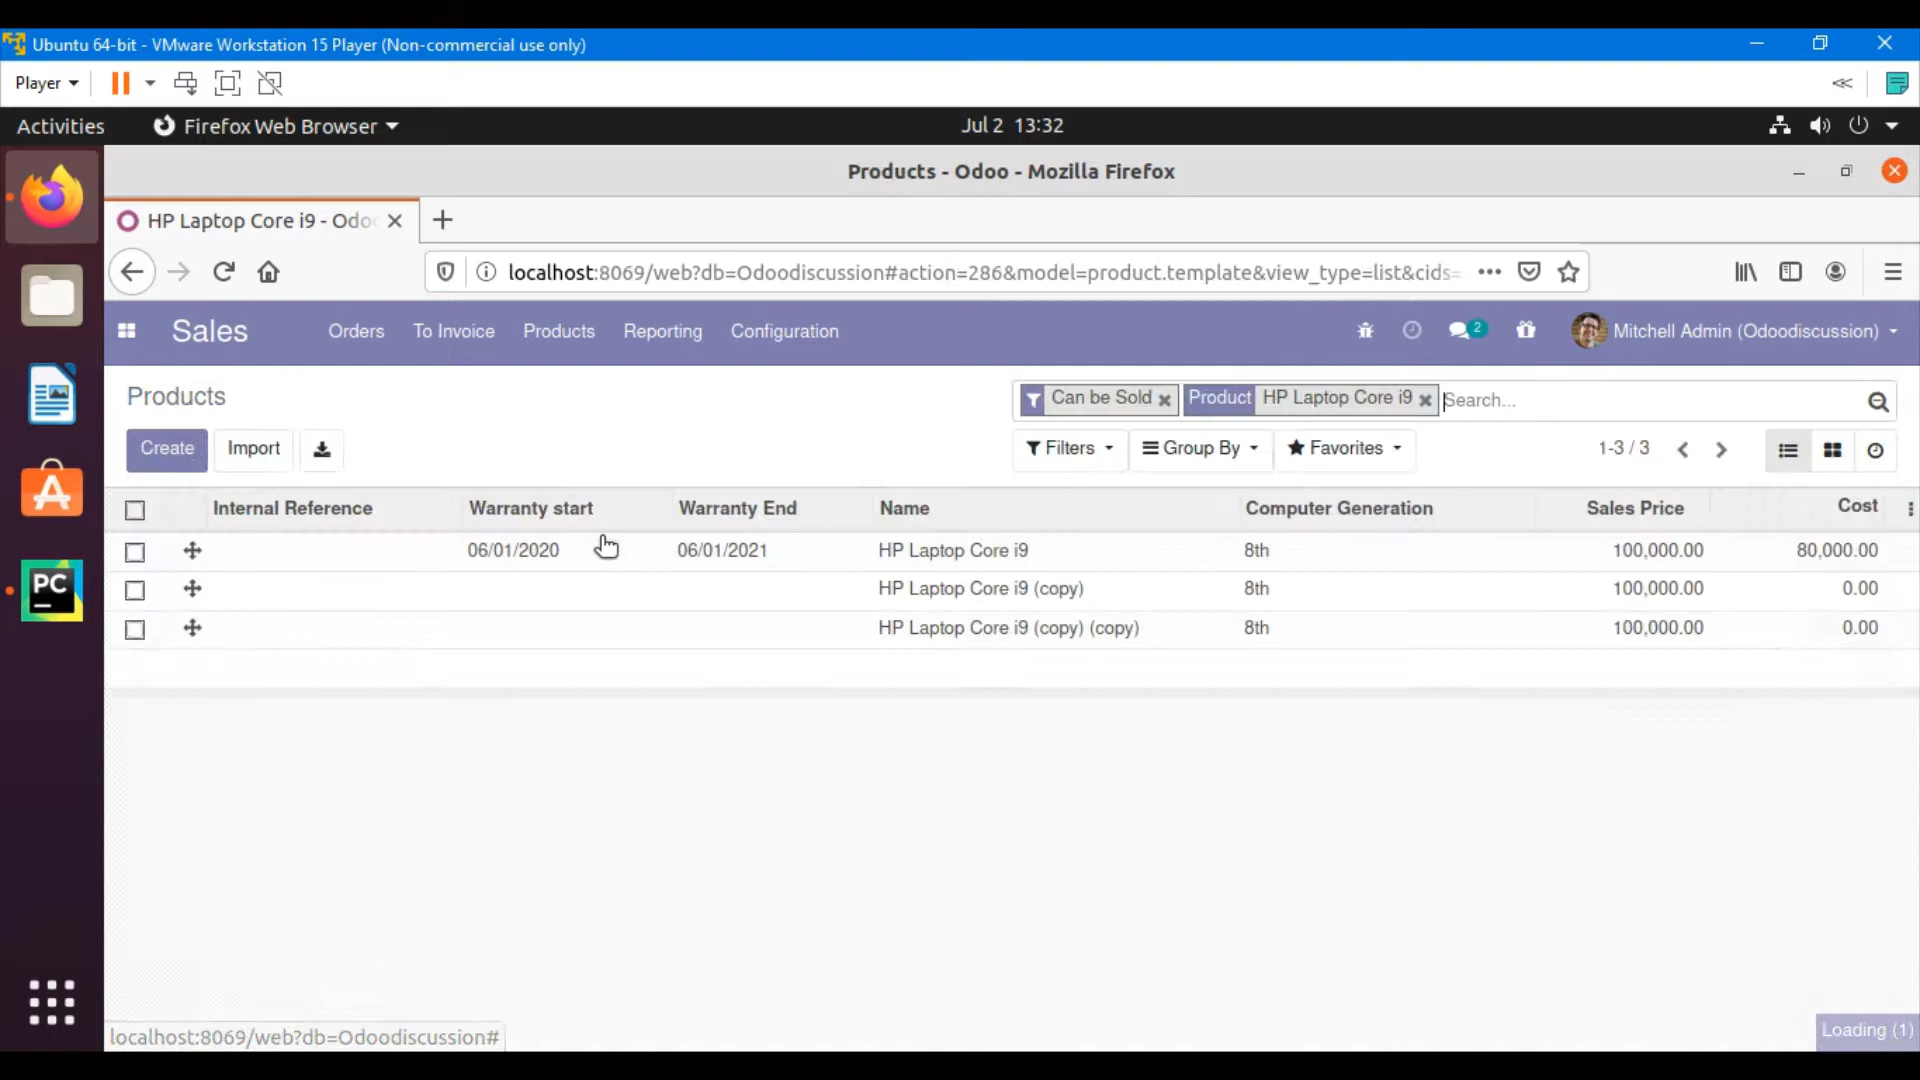 Ubuntu 64-bit - VMware Workstation 15 Player (Non-commercial use only)
Player
Activities
Firefox Web Browser
Jul 2 13:32
Products - Odoo - Mozilla Firefox
HP Laptop Core i9 - Odoo
localhost:8069/web?db=Odoodiscussion#action=286&model=product.template&view_type=list&cids=
Sales
Orders
To Invoice
Products
Reporting
Configuration
2
Mitchell Admin (Odoodiscussion)
Products
Can be Sold
Product
HP Laptop Core i9
Search...
Create
Import
Filters
Group By
Favorites
1-3 / 3
Internal Reference Warranty start Warranty End Name Computer Generation Sales Price Cost
06/01/2020 06/01/2021 HP Laptop Core i9 8th 100,000.00 80,000.00
HP Laptop Core i9 (copy) 8th 100,000.00 0.00
HP Laptop Core i9 (copy) (copy) 8th 100,000.00 0.00
PC
localhost:8069/web?db=Odoodiscussion#
Loading (1)